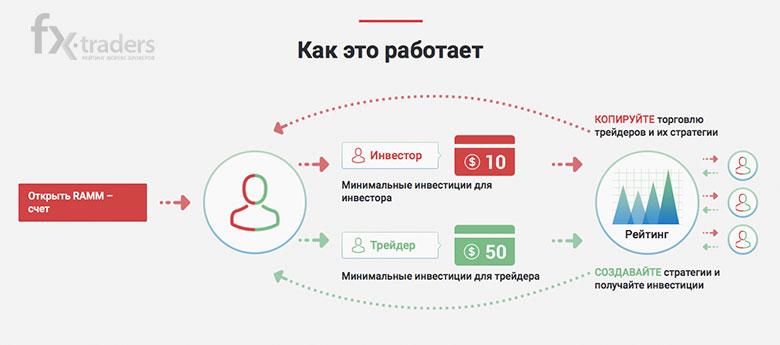 fx-traders
РЕЙТИНГ ФОРЕКС БРОКЕРОВ
Как это работает
КОПИРУЙТЕ торговлю
трейдеров и их стратегии
Инвестор
$ 10
Минимальные инвестиции для
инвестора
Открыть RAMM –
счет
Рейтинг
Трейдер
$ 50
Минимальные инвестиции для трейдера
СОЗДАВАЙТЕ стратегии и
получайте инвестиции